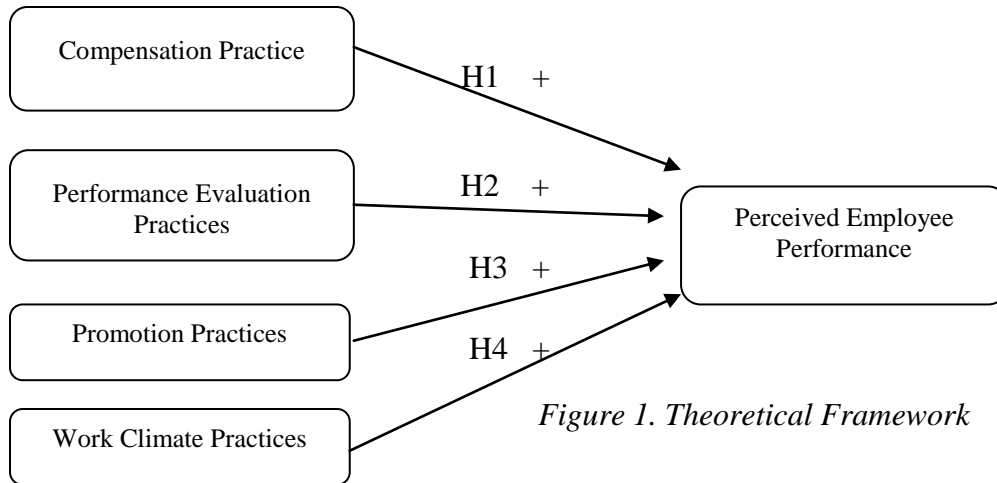 Compensation Practice
H1 +
Performance Evaluation
Practices
H2 +
Perceived Employee
Performance
H3 +
Promotion Practices
H4 +
Work Climate Practices
Figure 1. Theoretical Framework